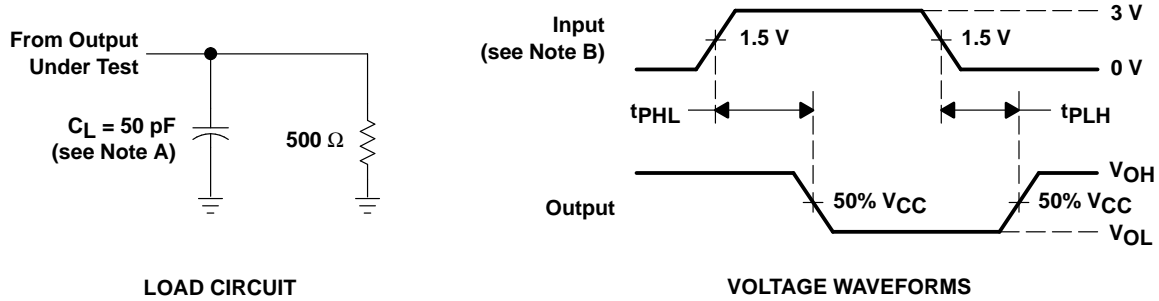 From Output
Under Test
CL = 50 pF
(see Note A)
500 Ω
LOAD CIRCUIT
Input
(see Note B)
1.5 V
1.5 V
3 V
0 V
tPHL
tPLH
Output
50% VCC
50% VCC
VOH
VOL
VOLTAGE WAVEFORMS